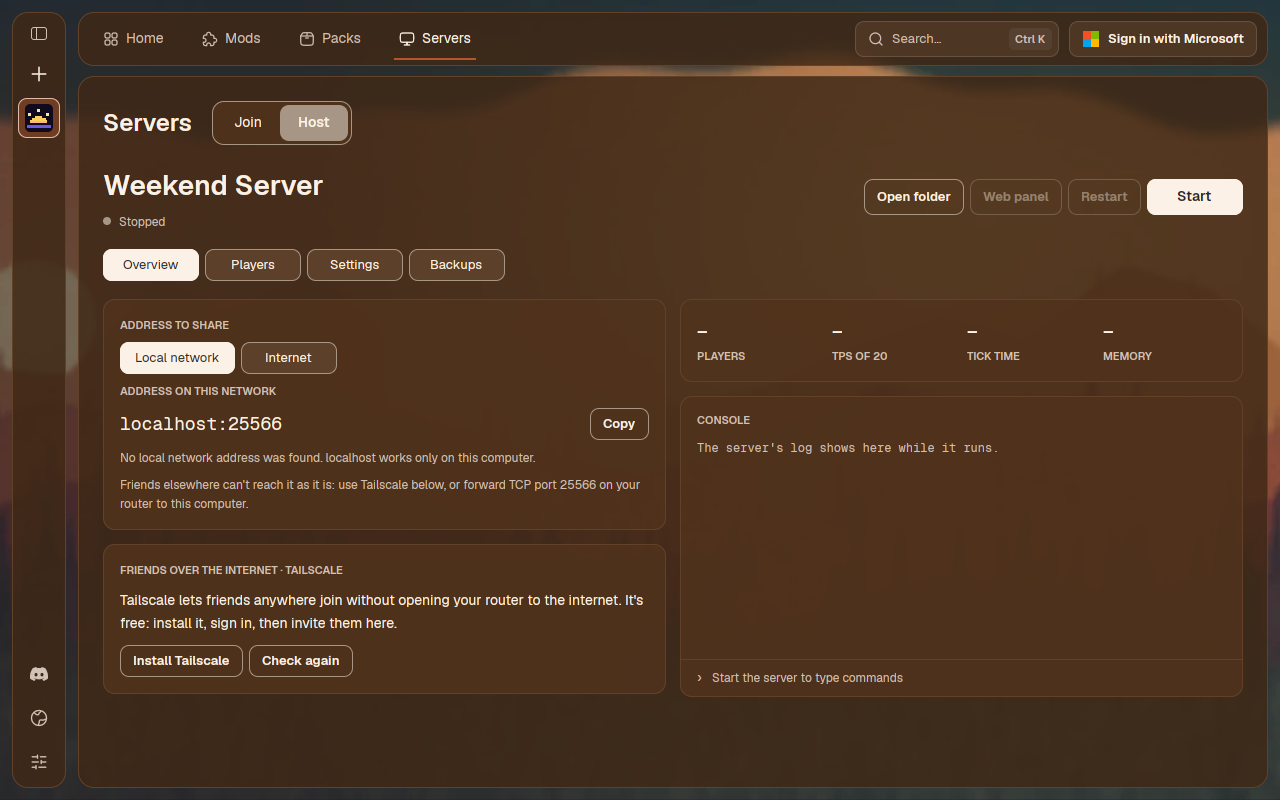 Home
Mods
Packs
Servers
Search...
Ctrl K
Sign in with Microsoft
Servers
Join
Host
Weekend Server
Stopped
Open folder
Web panel
Restart
Start
Overview
Players
Settings
Backups
ADDRESS TO SHARE
Local network
Internet
ADDRESS ON THIS NETWORK
localhost:25566
Copy
No local network address was found. localhost works only on this computer.
Friends elsewhere can't reach it as it is: use Tailscale below, or forward TCP port 25566 on your
router to this computer.
FRIENDS OVER THE INTERNET · TAILSCALE
Tailscale lets friends anywhere join without opening your router to the internet. It's
free: install it, sign in, then invite them here.
Install Tailscale
Check again
–
PLAYERS
–
TPS OF 20
–
TICK TIME
–
MEMORY
CONSOLE
The server's log shows here while it runs.
› Start the server to type commands